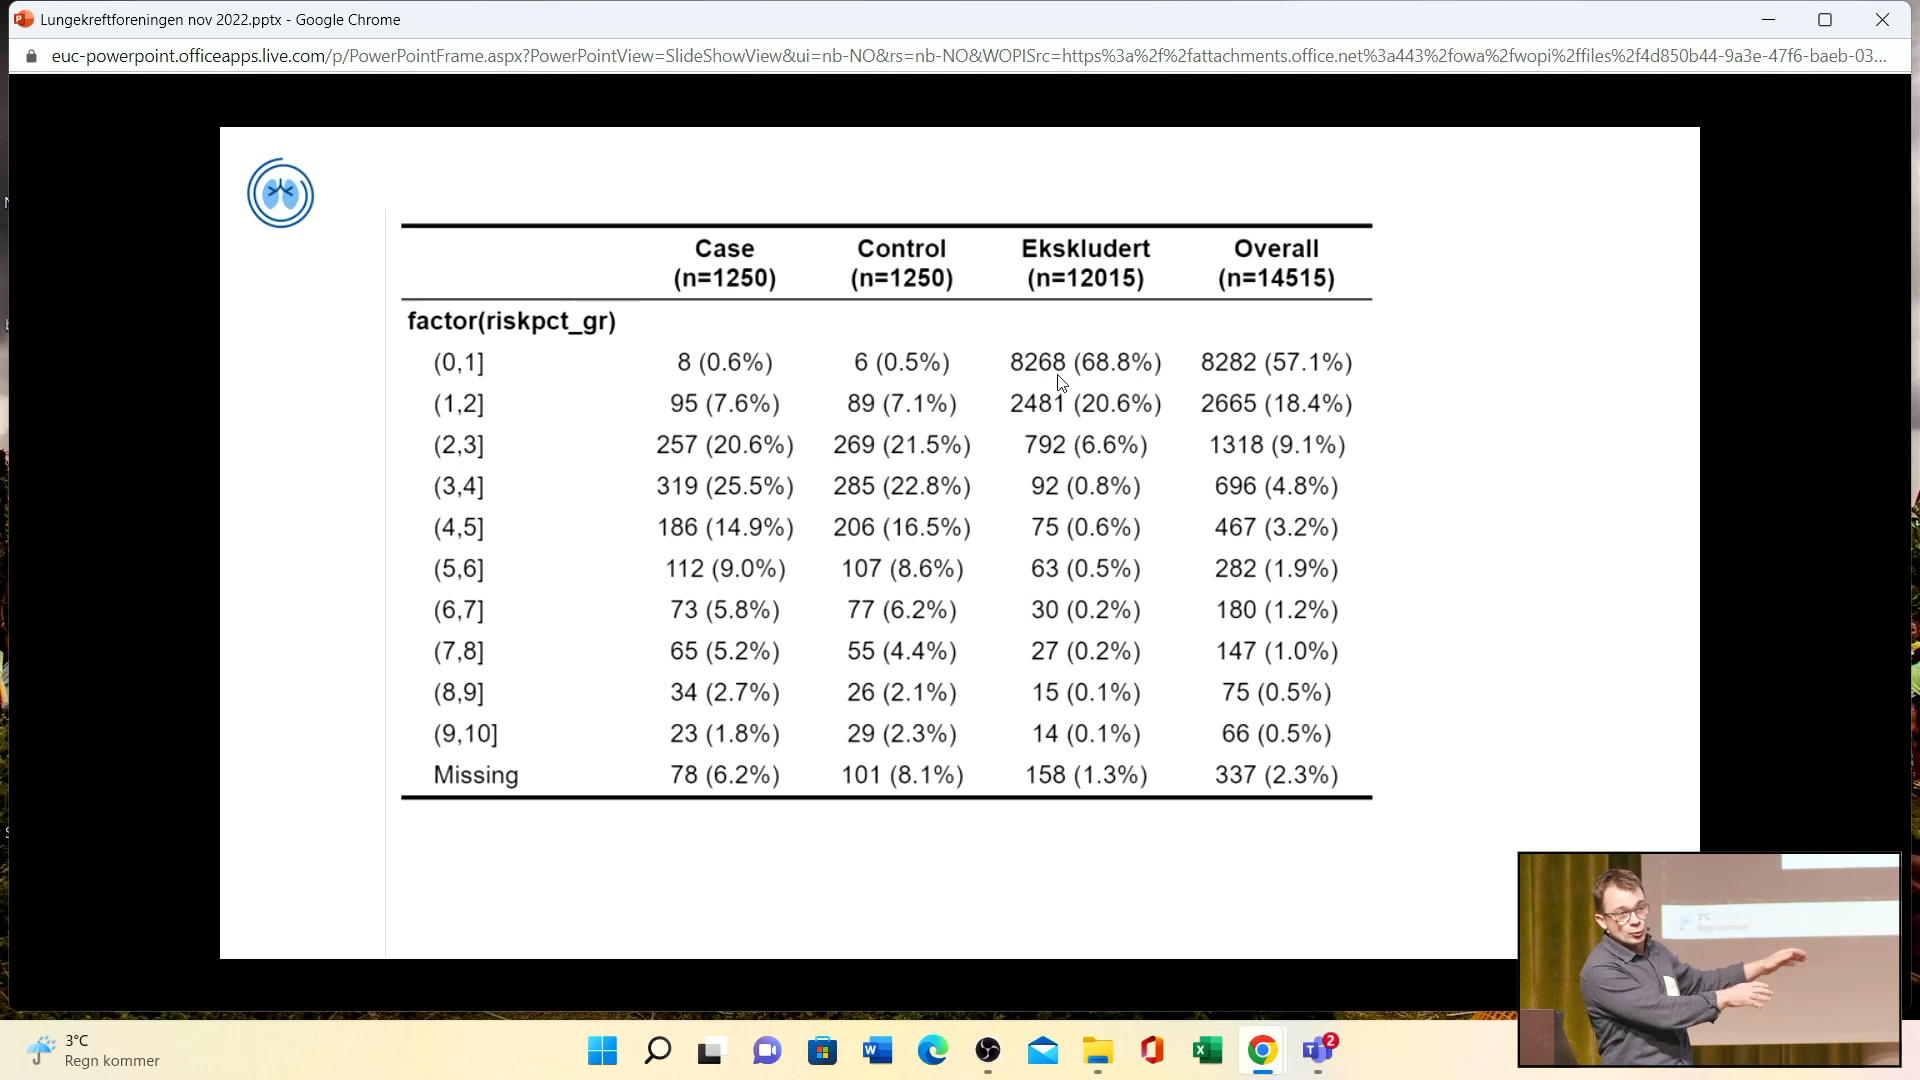 Lungekreftforeningen nov 2022.pptx - Google Chrome
euc-powerpoint.officeapps.live.com/p/PowerPointFrame.aspx?PowerPointView=SlideShowView&ui=nb-NO&rs=nb-NO&WOPISrc=https%3a%2f%2fattachments.office.net%3a443%2fowa%2fwopi%2ffiles%2f4d850b44-9a3e-47f6-baeb-03...
Case Control Ekskludert Overall
(n=1250) (n=1250) (n=12015) (n=14515)
factor(riskpct_gr)
(0,1] 8 (0.6%) 6 (0.5%) 8268 (68.8%) 8282 (57.1%)
(1,2] 95 (7.6%) 89 (7.1%) 2481 (20.6%) 2665 (18.4%)
(2,3] 257 (20.6%) 269 (21.5%) 792 (6.6%) 1318 (9.1%)
(3,4] 319 (25.5%) 285 (22.8%) 92 (0.8%) 696 (4.8%)
(4,5] 186 (14.9%) 206 (16.5%) 75 (0.6%) 467 (3.2%)
(5,6] 112 (9.0%) 107 (8.6%) 63 (0.5%) 282 (1.9%)
(6,7] 73 (5.8%) 77 (6.2%) 30 (0.2%) 180 (1.2%)
(7,8] 65 (5.2%) 55 (4.4%) 27 (0.2%) 147 (1.0%)
(8,9] 34 (2.7%) 26 (2.1%) 15 (0.1%) 75 (0.5%)
(9,10] 23 (1.8%) 29 (2.3%) 14 (0.1%) 66 (0.5%)
Missing 78 (6.2%) 101 (8.1%) 158 (1.3%) 337 (2.3%)
3°C
Regn kommer
3°C
Regn kommer
2